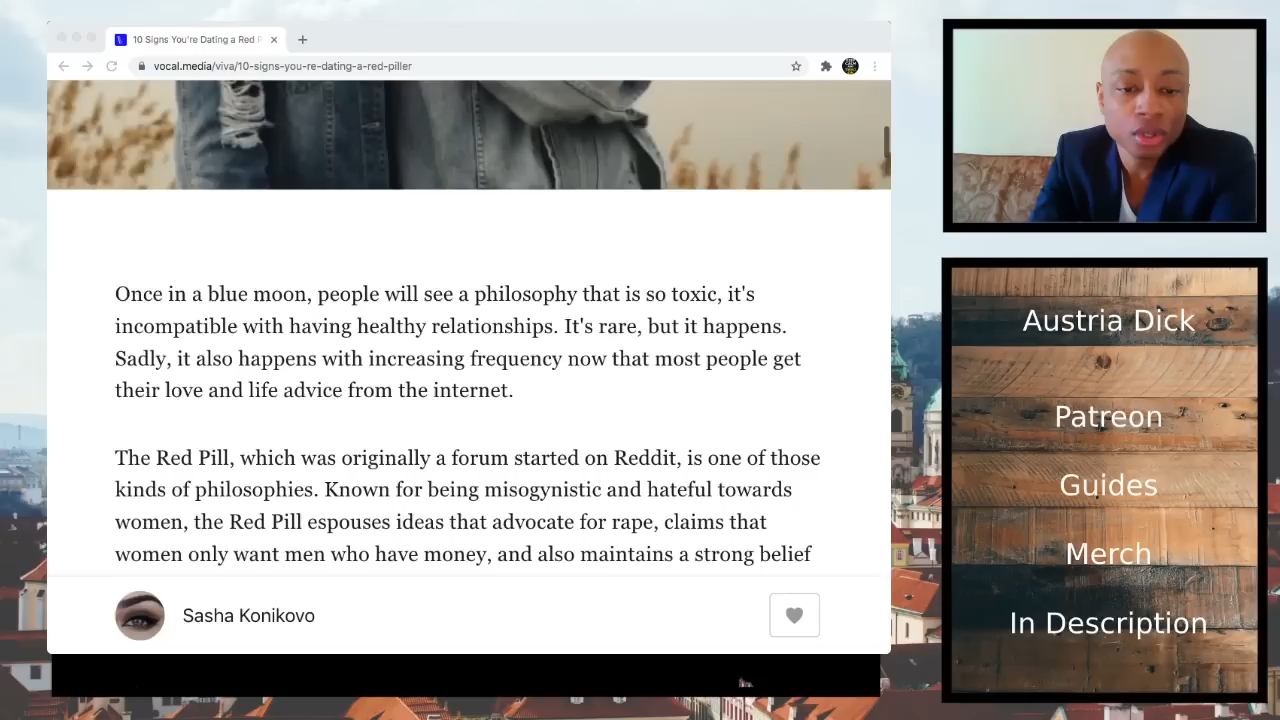 10 Signs You're Dating a Red P
vocal.media/viva/10-signs-you-re-dating-a-red-piller
Once in a blue moon, people will see a philosophy that is so toxic, it's
incompatible with having healthy relationships. It's rare, but it happens.
Sadly, it also happens with increasing frequency now that most people get
their love and life advice from the internet.
The Red Pill, which was originally a forum started on Reddit, is one of those
kinds of philosophies. Known for being misogynistic and hateful towards
women, the Red Pill espouses ideas that advocate for rape, claims that
women only want men who have money, and also maintains a strong belief
Sasha Konikovo
Austria Dick
Patreon
Guides
Merch
In Description